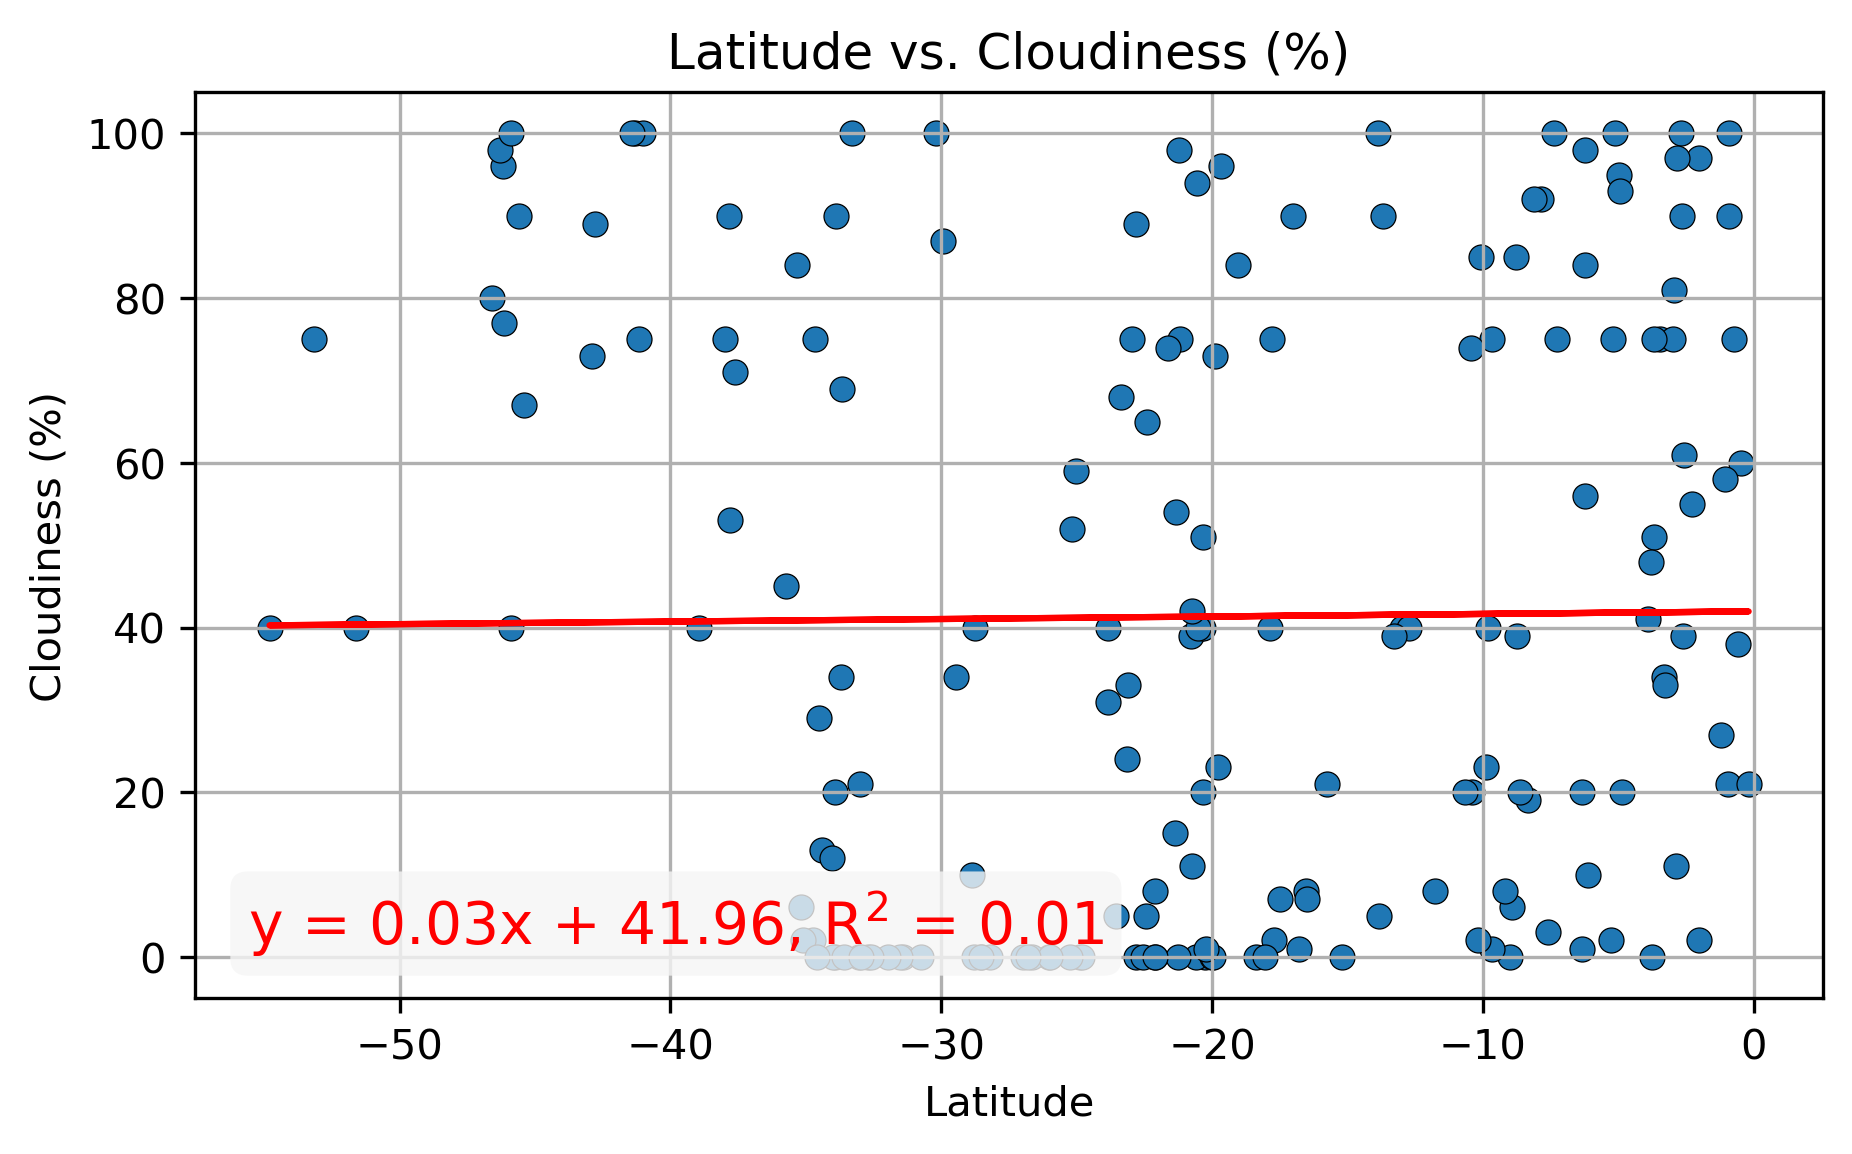 Latitude vs. Cloudiness (%)
Cloudiness (%)
100
80
60
40
20
0
y = 0.03x + 41.96, R² = 0.01
−50 −40 −30 −20 −10 0
Latitude